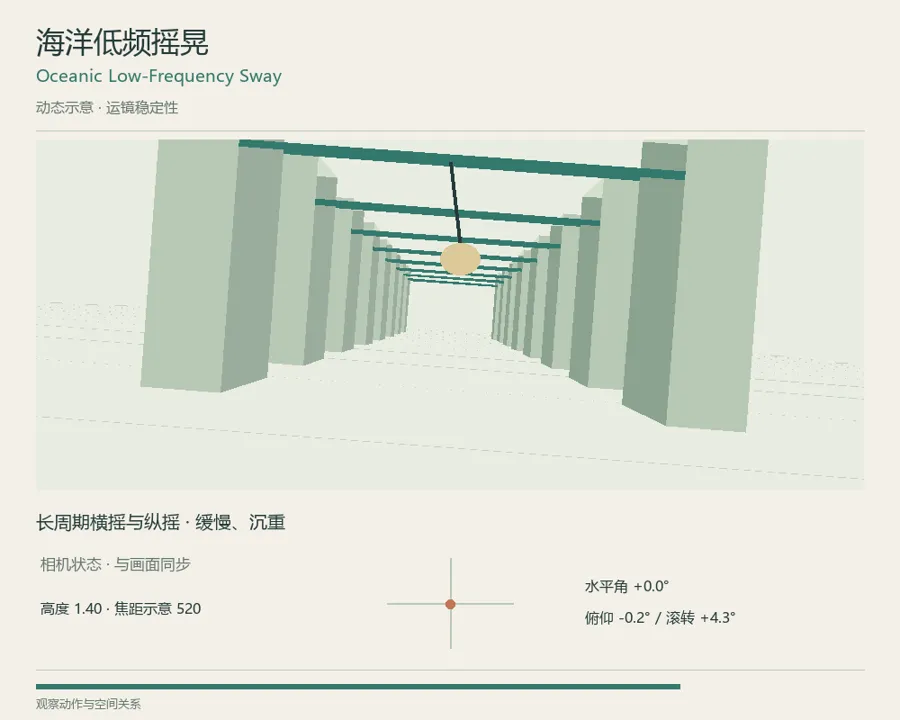 海洋低频摇晃
Oceanic Low-Frequency Sway
动态示意 · 运镜稳定性
长周期横摇与纵摇 · 缓慢、沉重
相机状态 · 与画面同步
高度 1.40 · 焦距示意 520
水平角 +0.0°
俯仰 -0.2° / 滚转 +4.3°
观察动作与空间关系